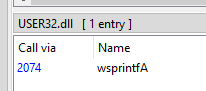 USER32.dll [ 1 entry ]
Call via Name
2074 wsprintfA